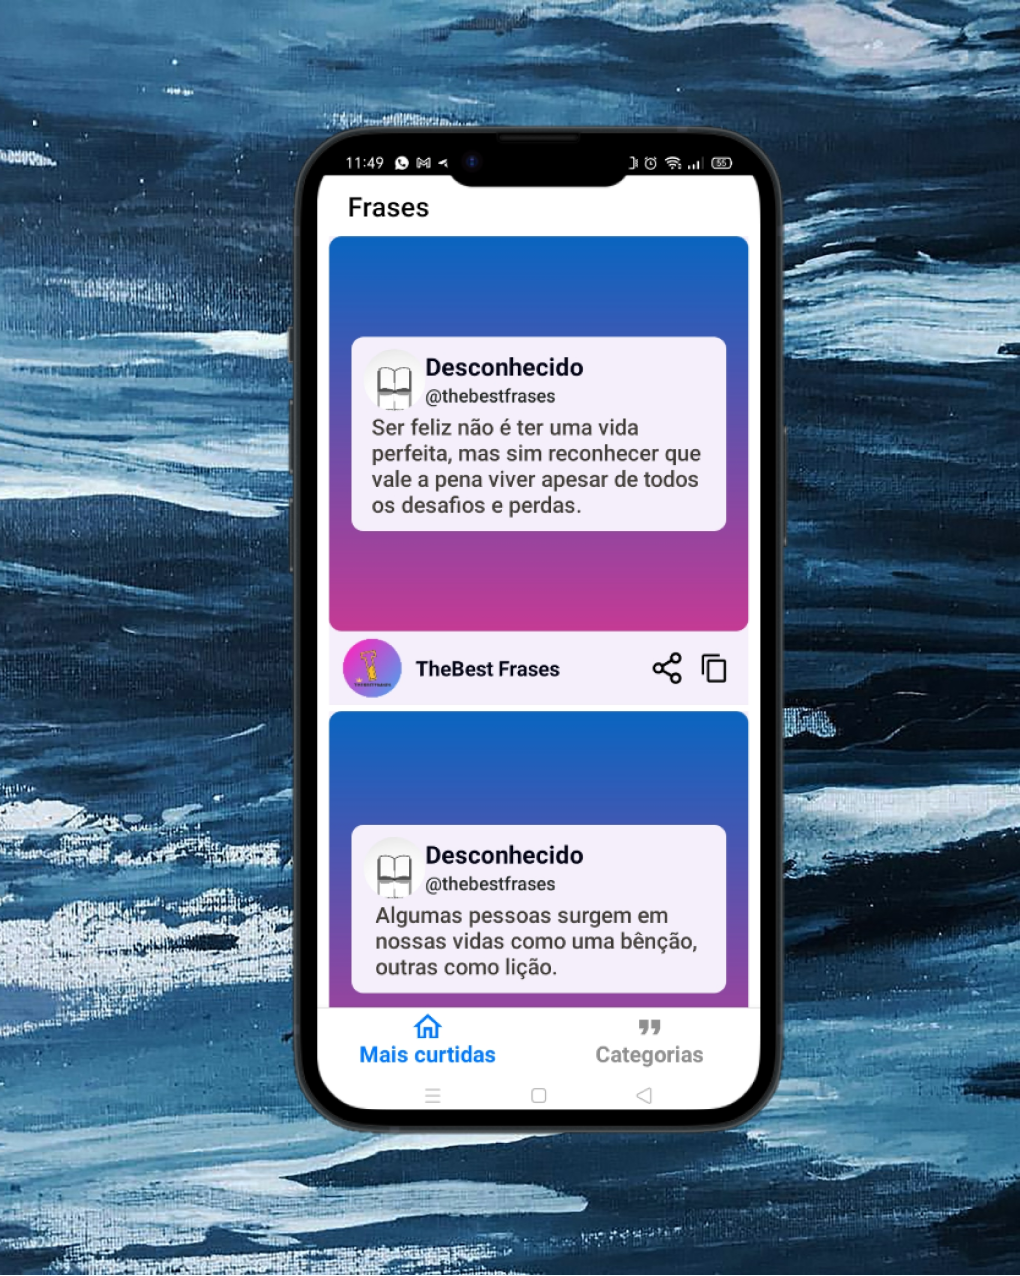 11:49
55
Frases
Desconhecido
@thebestfrases
Ser feliz não é ter uma vida
perfeita, mas sim reconhecer que
vale a pena viver apesar de todos
os desafios e perdas.
TheBest Frases
Desconhecido
@thebestfrases
Algumas pessoas surgem em
nossas vidas como uma bênção,
outras como lição.
Mais curtidas
Categorias